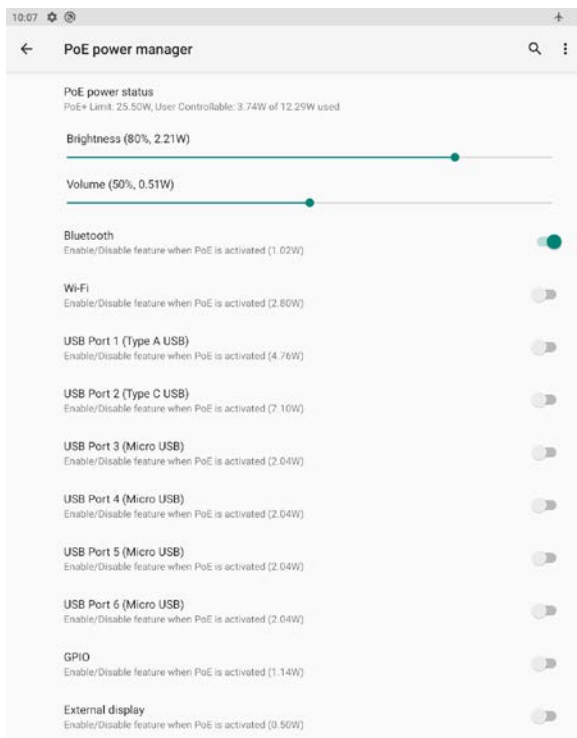 10:07
PoE power manager
PoE power status
PoE+ Limit: 25.50W, User Controllable: 3.74W of 12.29W used
Brightness (80%, 2.21W)
Volume (50%, 0.51W)
Bluetooth
Enable/Disable feature when PoE is activated (1.02W)
Wi-Fi
Enable/Disable feature when PoE is activated (2.80W)
USB Port 1 (Type A USB)
Enable/Disable feature when PoE is activated (4.76W)
USB Port 2 (Type C USB)
Enable/Disable feature when PoE is activated (7.10W)
USB Port 3 (Micro USB)
Enable/Disable feature when PoE is activated (2.04W)
USB Port 4 (Micro USB)
Enable/Disable feature when PoE is activated (2.04W)
USB Port 5 (Micro USB)
Enable/Disable feature when PoE is activated (2.04W)
USB Port 6 (Micro USB)
Enable/Disable feature when PoE is activated (2.04W)
GPIO
Enable/Disable feature when PoE is activated (1.14W)
External display
Enable/Disable feature when PoE is activated (0.50W)